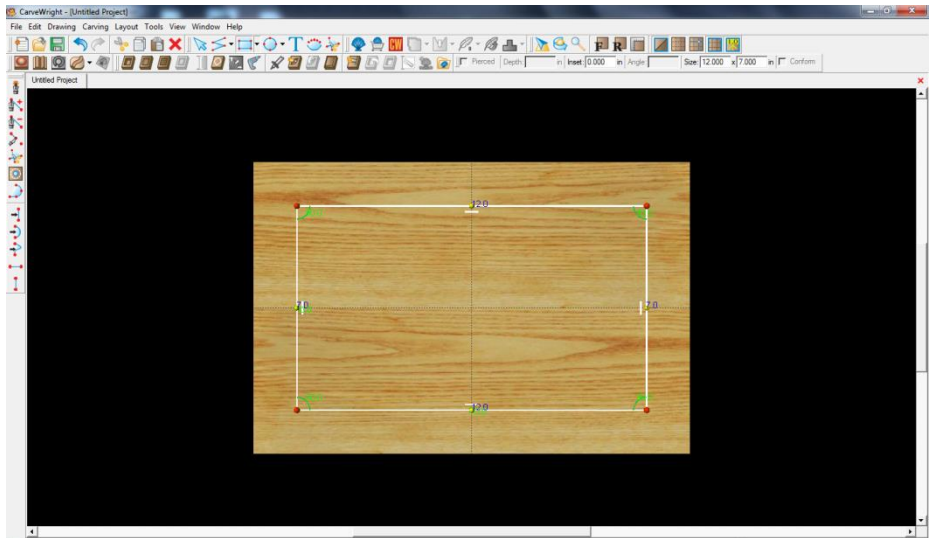 CarveWright - [Untitled Project]
File Edit Drawing Carving Layout Tools View Window Help
T CW F R
Pierced Depth: in Inset: 0.000 in Angle Size: 12.000 x 7.000 in Conform
Untitled Project
12.0
7.0 7.0
12.0